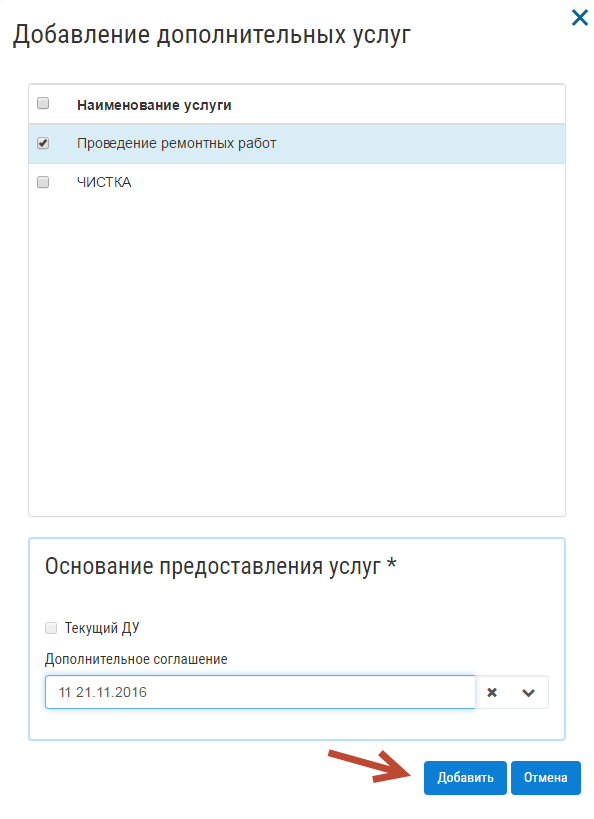 Добавление дополнительных услуг
Наименование услуги
Проведение ремонтных работ
ЧИСТКА
Основание предоставления услуг *
Текущий ДУ
Дополнительное соглашение
11 21.11.2016
Добавить Отмена